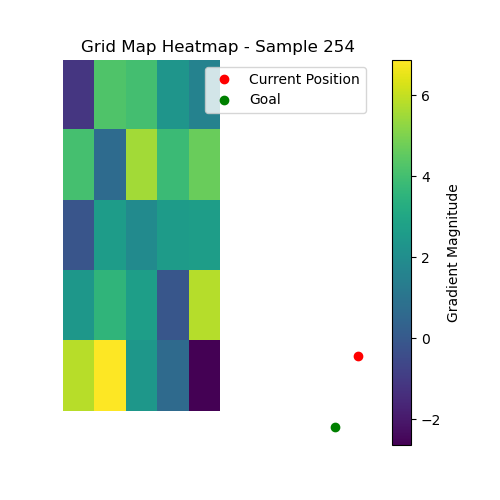 Grid Map Heatmap - Sample 254
Current Position
Goal
6
4
2
0
−2
Gradient Magnitude